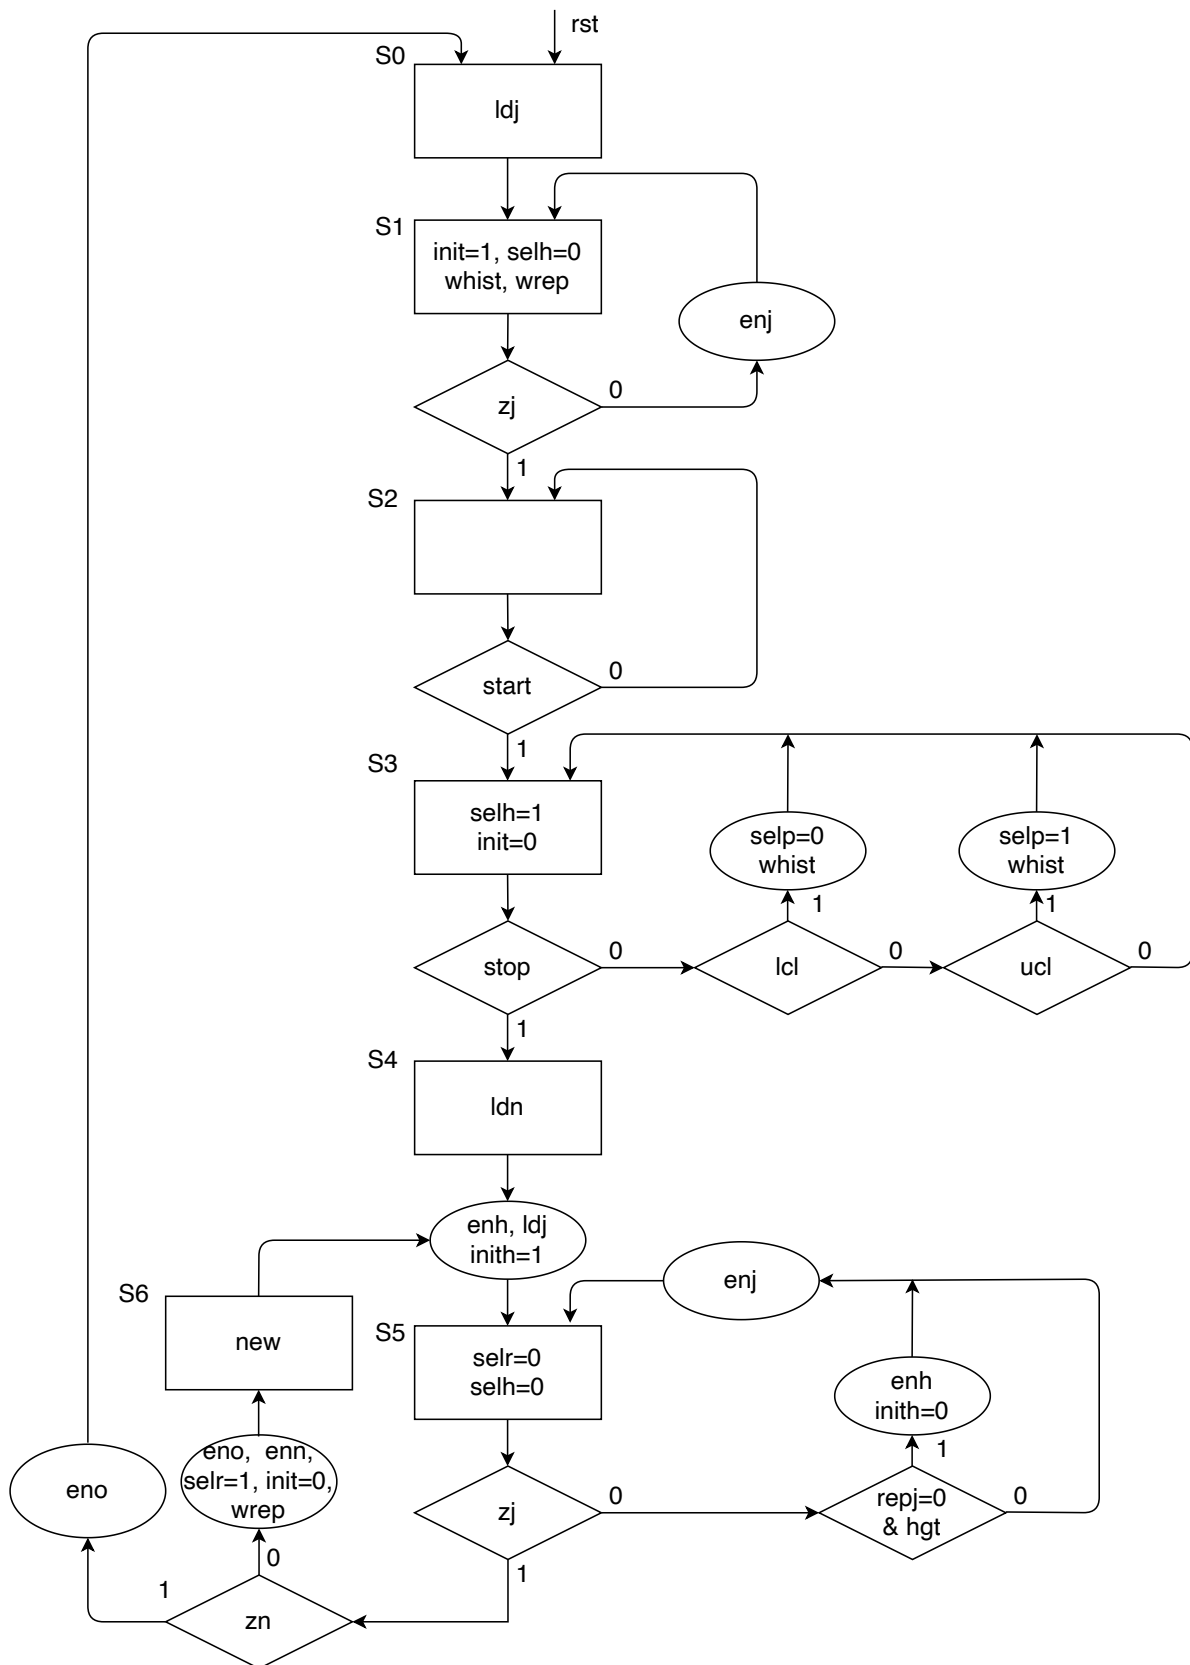 rst
S0
ldj
S1
init=1, selh=0
whist, wrep
enj
zj
0
1
S2
start
0
1
S3
selh=1
init=0
selp=0
whist
selp=1
whist
1
1
stop
0
lcl
0
ucl
0
1
S4
ldn
enh, ldj
inith=1
enj
S6
new
S5
selr=0
selh=0
enh
inith=0
1
eno
eno, enn,
selr=1, init=0,
wrep
zj
0
repj=0
& hgt
0
1
0
1
zn